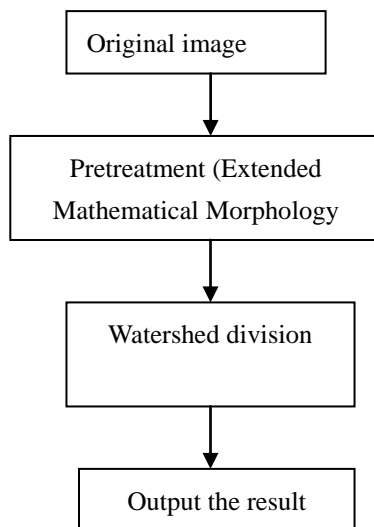 Original image
Pretreatment (Extended
Mathematical Morphology
Watershed division
Output the result